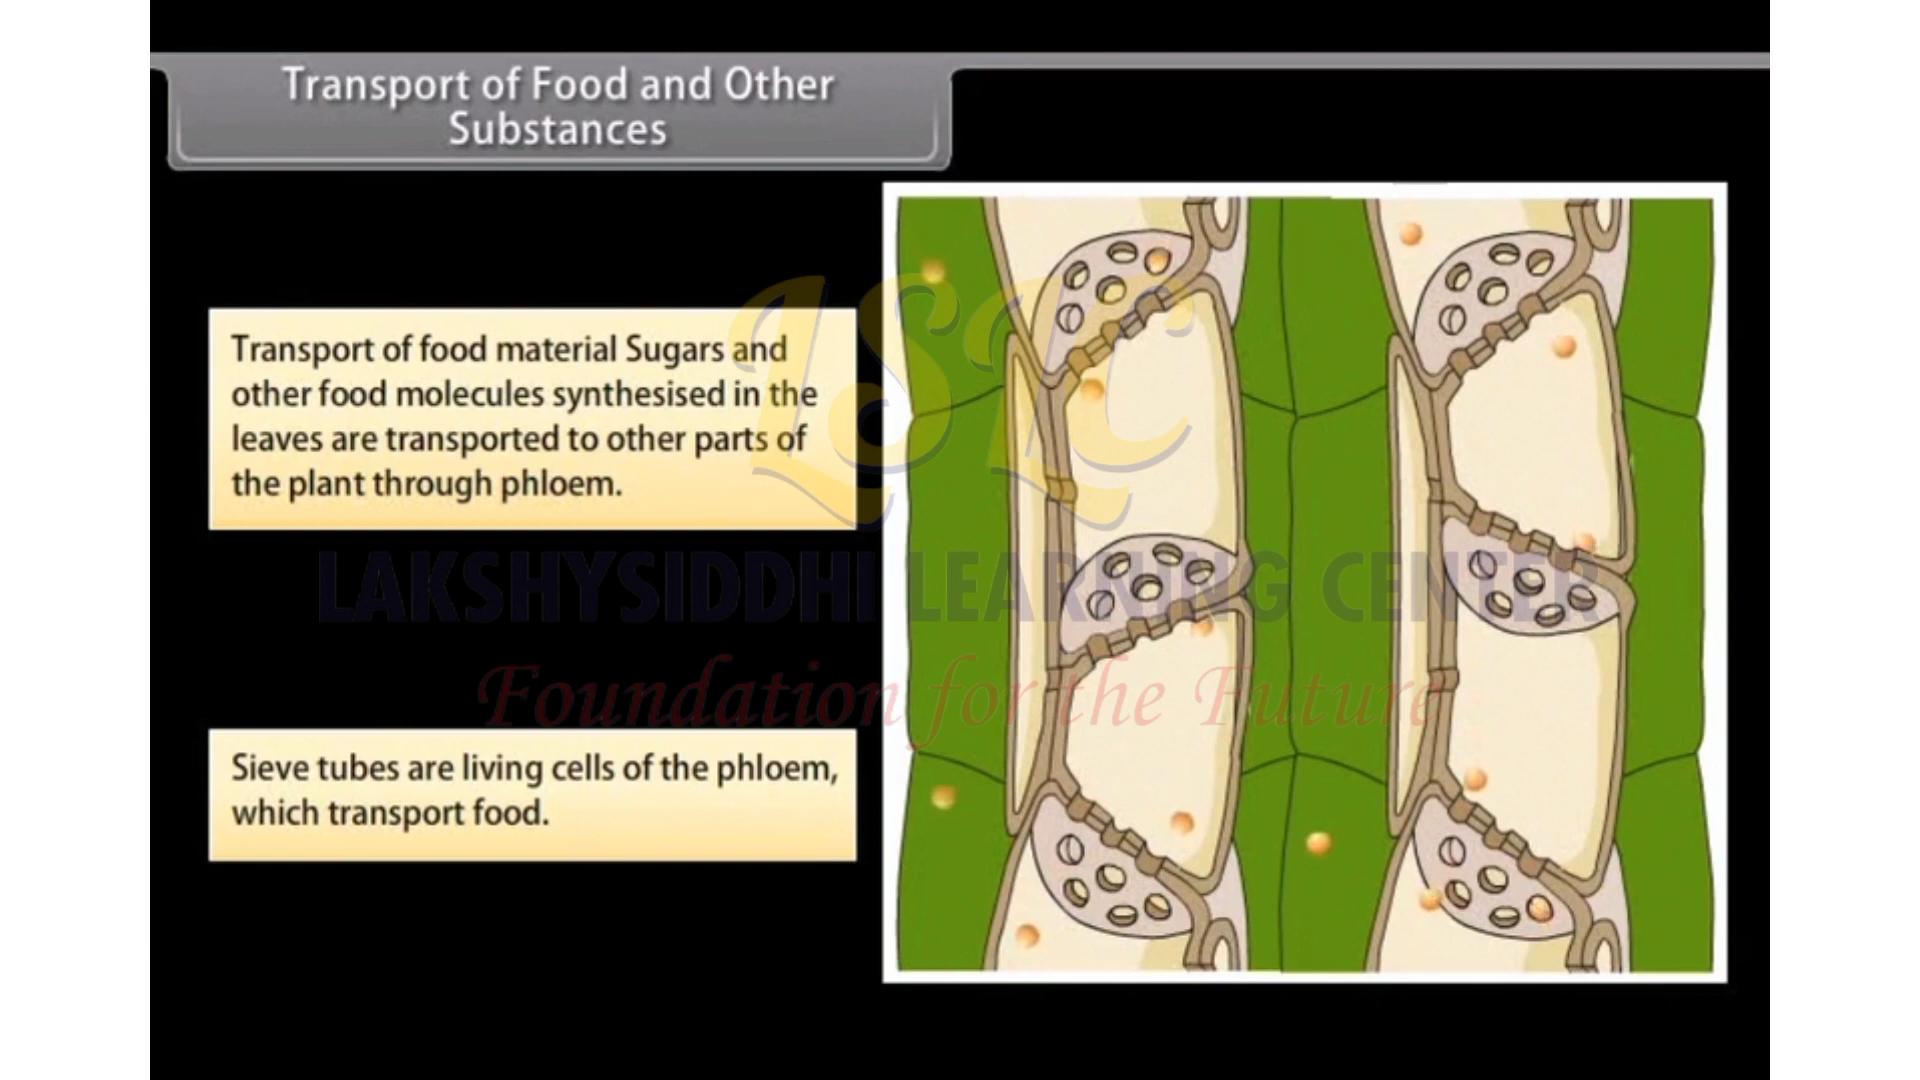 Transport of Food and Other
Substances
Transport of food material Sugars and
other food molecules synthesised in the
leaves are transported to other parts of
the plant through phloem.
LSLC
LAKSHYSIDDHI LEARNING CENTER
Foundation for the Future
Sieve tubes are living cells of the phloem,
which transport food.